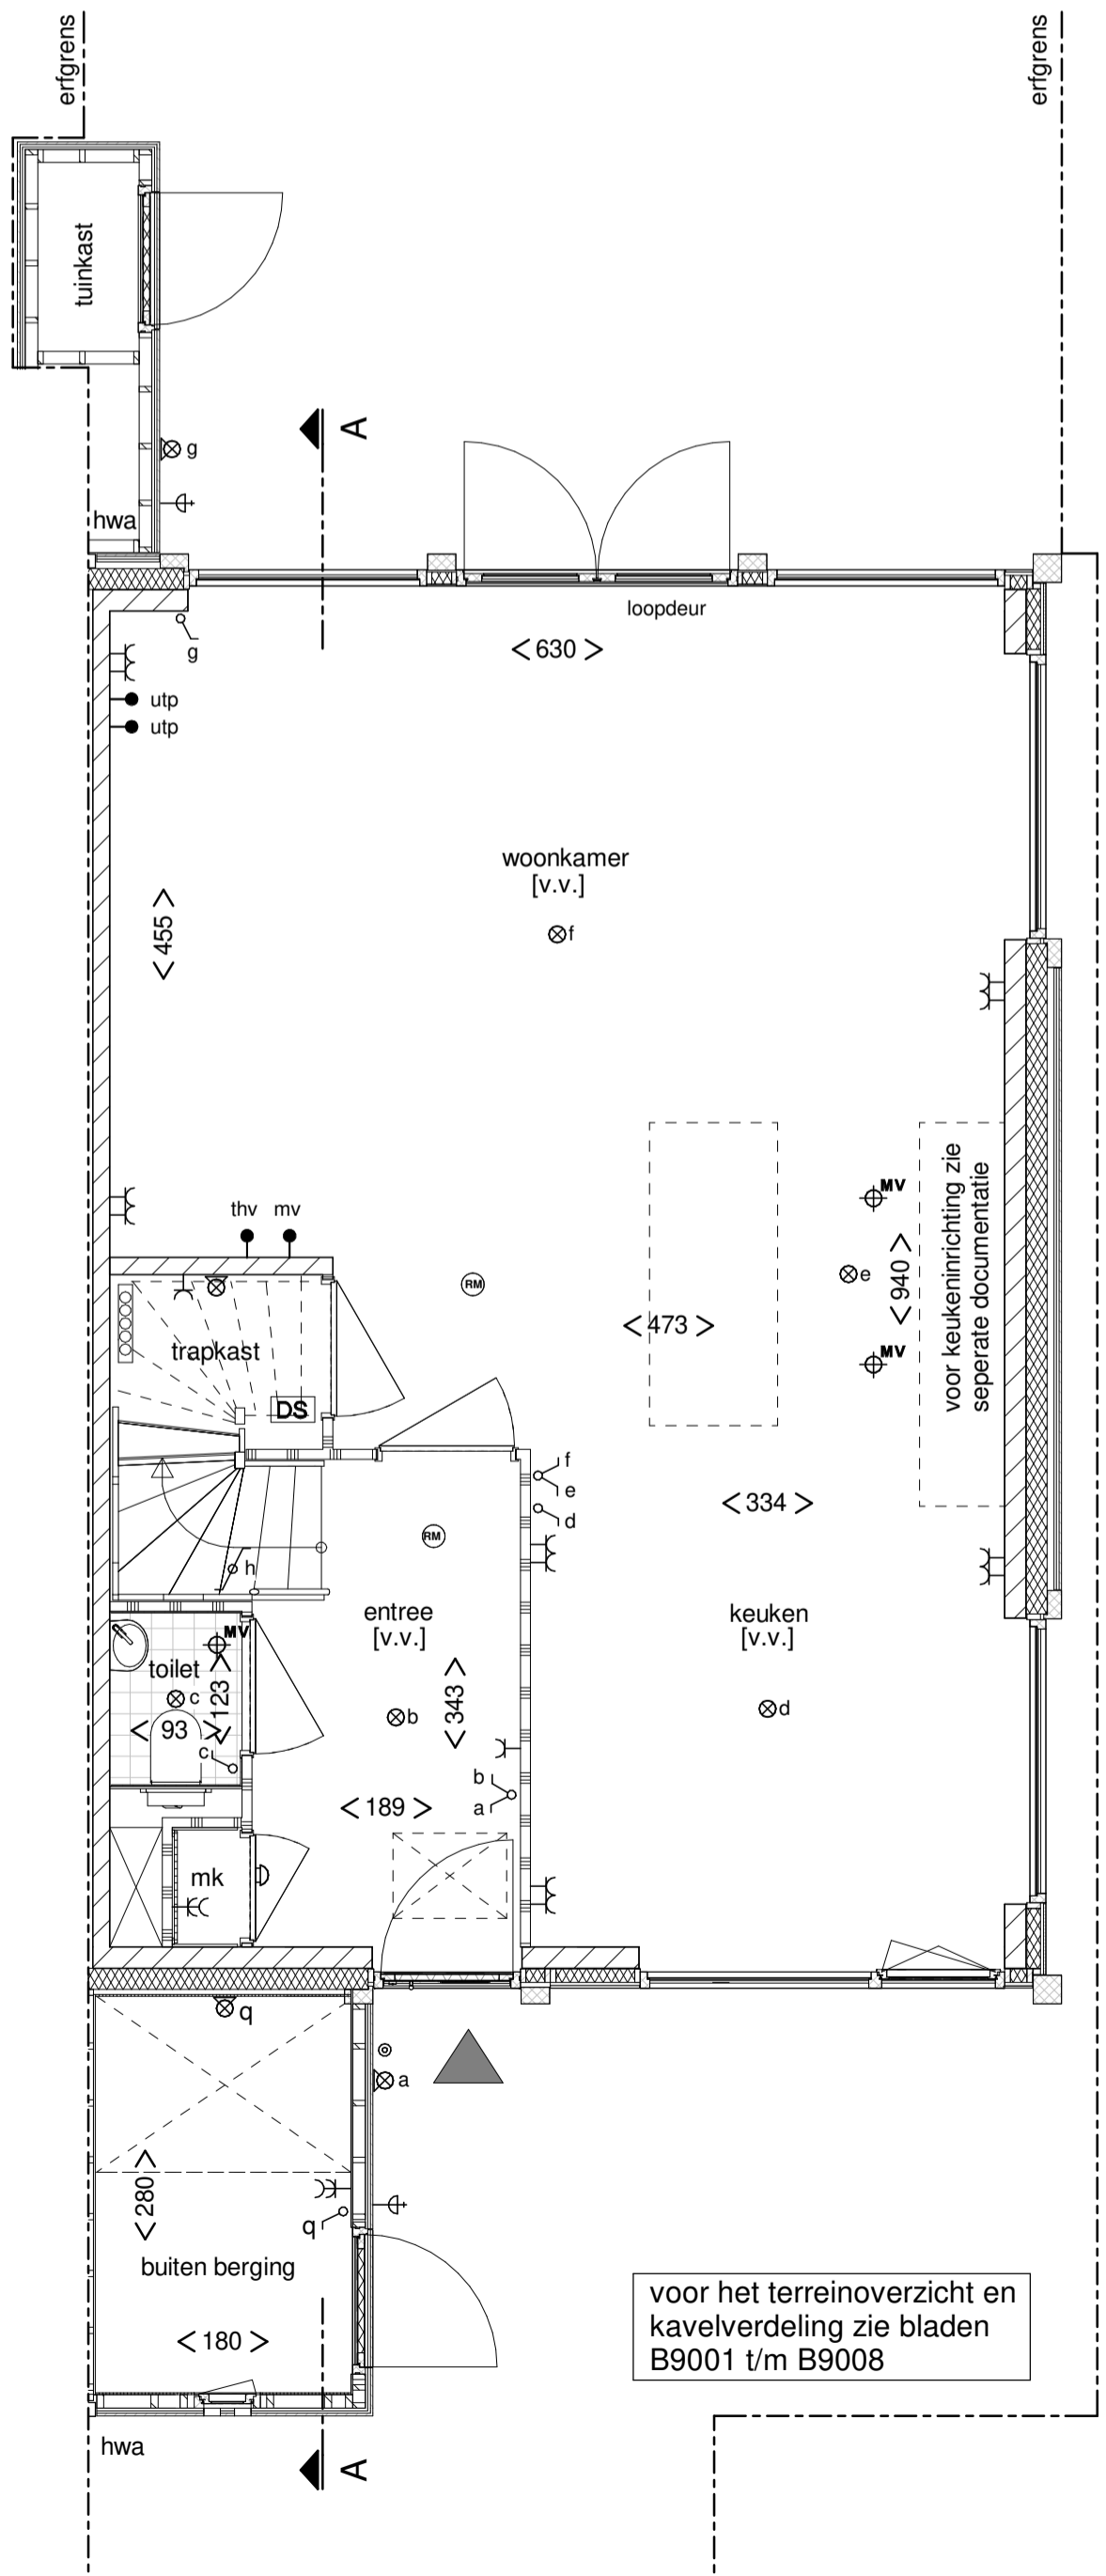 erfgrens
erfgrens
tuinkast
A
g
hwa
loopdeur
g
< 630 >
utp
utp
woonkamer
[v.v.]
< 455 >
f
thv mv
MV
voor keukeninrichting zie
seperate documentatie
RM
e
< 940 >
< 473 >
trapkast
MV
DS
f
e
d
< 334 >
RM
h
entree
[v.v.]
keuken
[v.v.]
MV
toilet
c
< 123 >
< 93 >
c
b
< 343 >
d
b
a
< 189 >
mk
q
a
< 280 >
q
buiten berging
< 180 >
voor het terreinoverzicht en
kavelverdeling zie bladen
B9001 t/m B9008
hwa
A